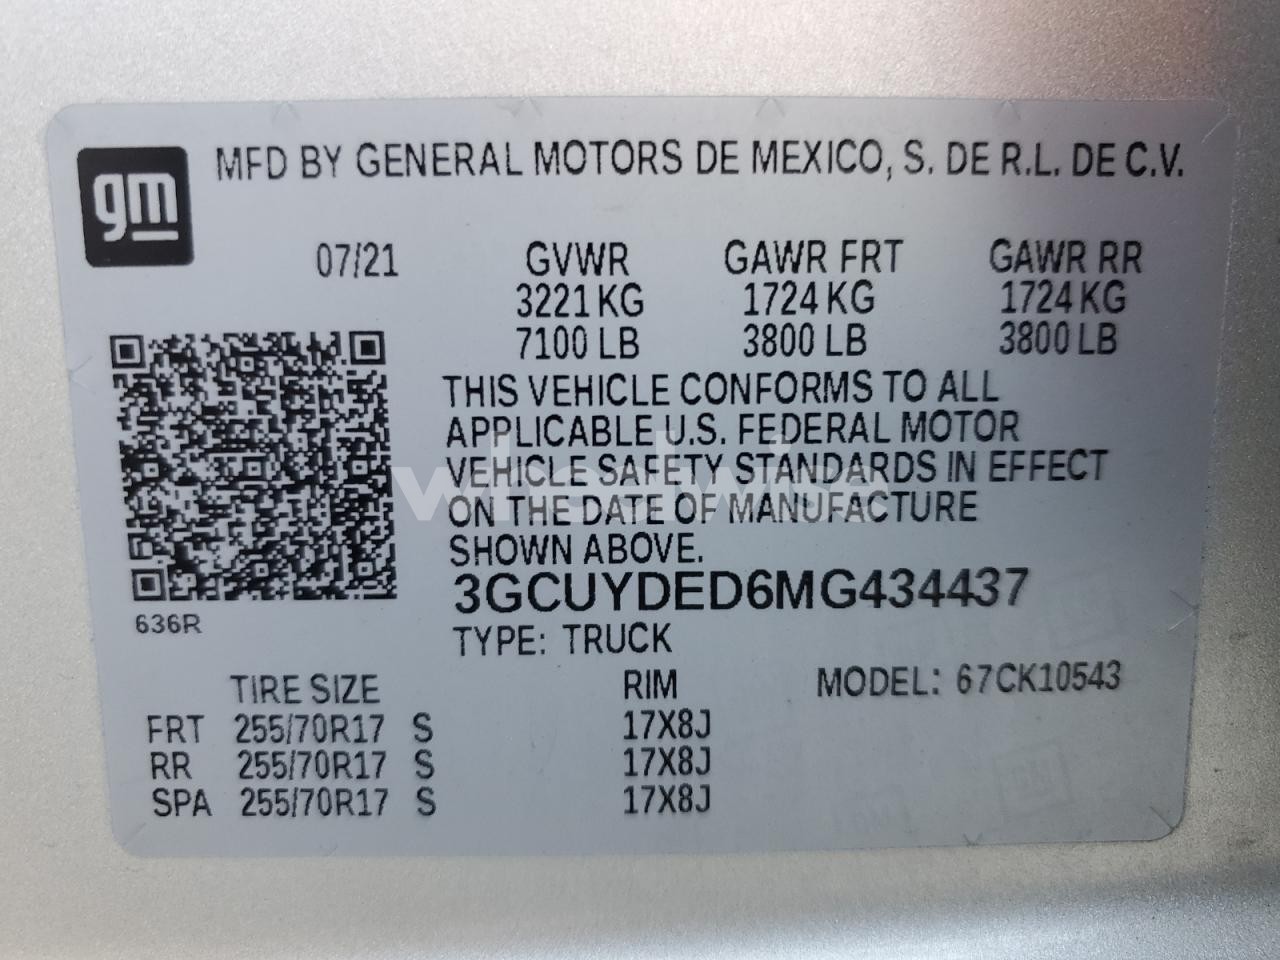 gm
MFD BY GENERAL MOTORS DE MEXICO, S. DE R.L. DE C.V.
07/21 GVWR GAWR FRT GAWR RR
3221 KG 1724 KG 1724 KG
7100 LB 3800 LB 3800 LB
THIS VEHICLE CONFORMS TO ALL
APPLICABLE U.S. FEDERAL MOTOR
VEHICLE SAFETY STANDARDS IN EFFECT
ON THE DATE OF MANUFACTURE
SHOWN ABOVE.
wheelwise
3GCUYDED6MG434437
636R
TYPE: TRUCK
TIRE SIZE RIM MODEL: 67CK10543
FRT 255/70R17 S 17X8J
RR 255/70R17 S 17X8J
SPA 255/70R17 S 17X8J